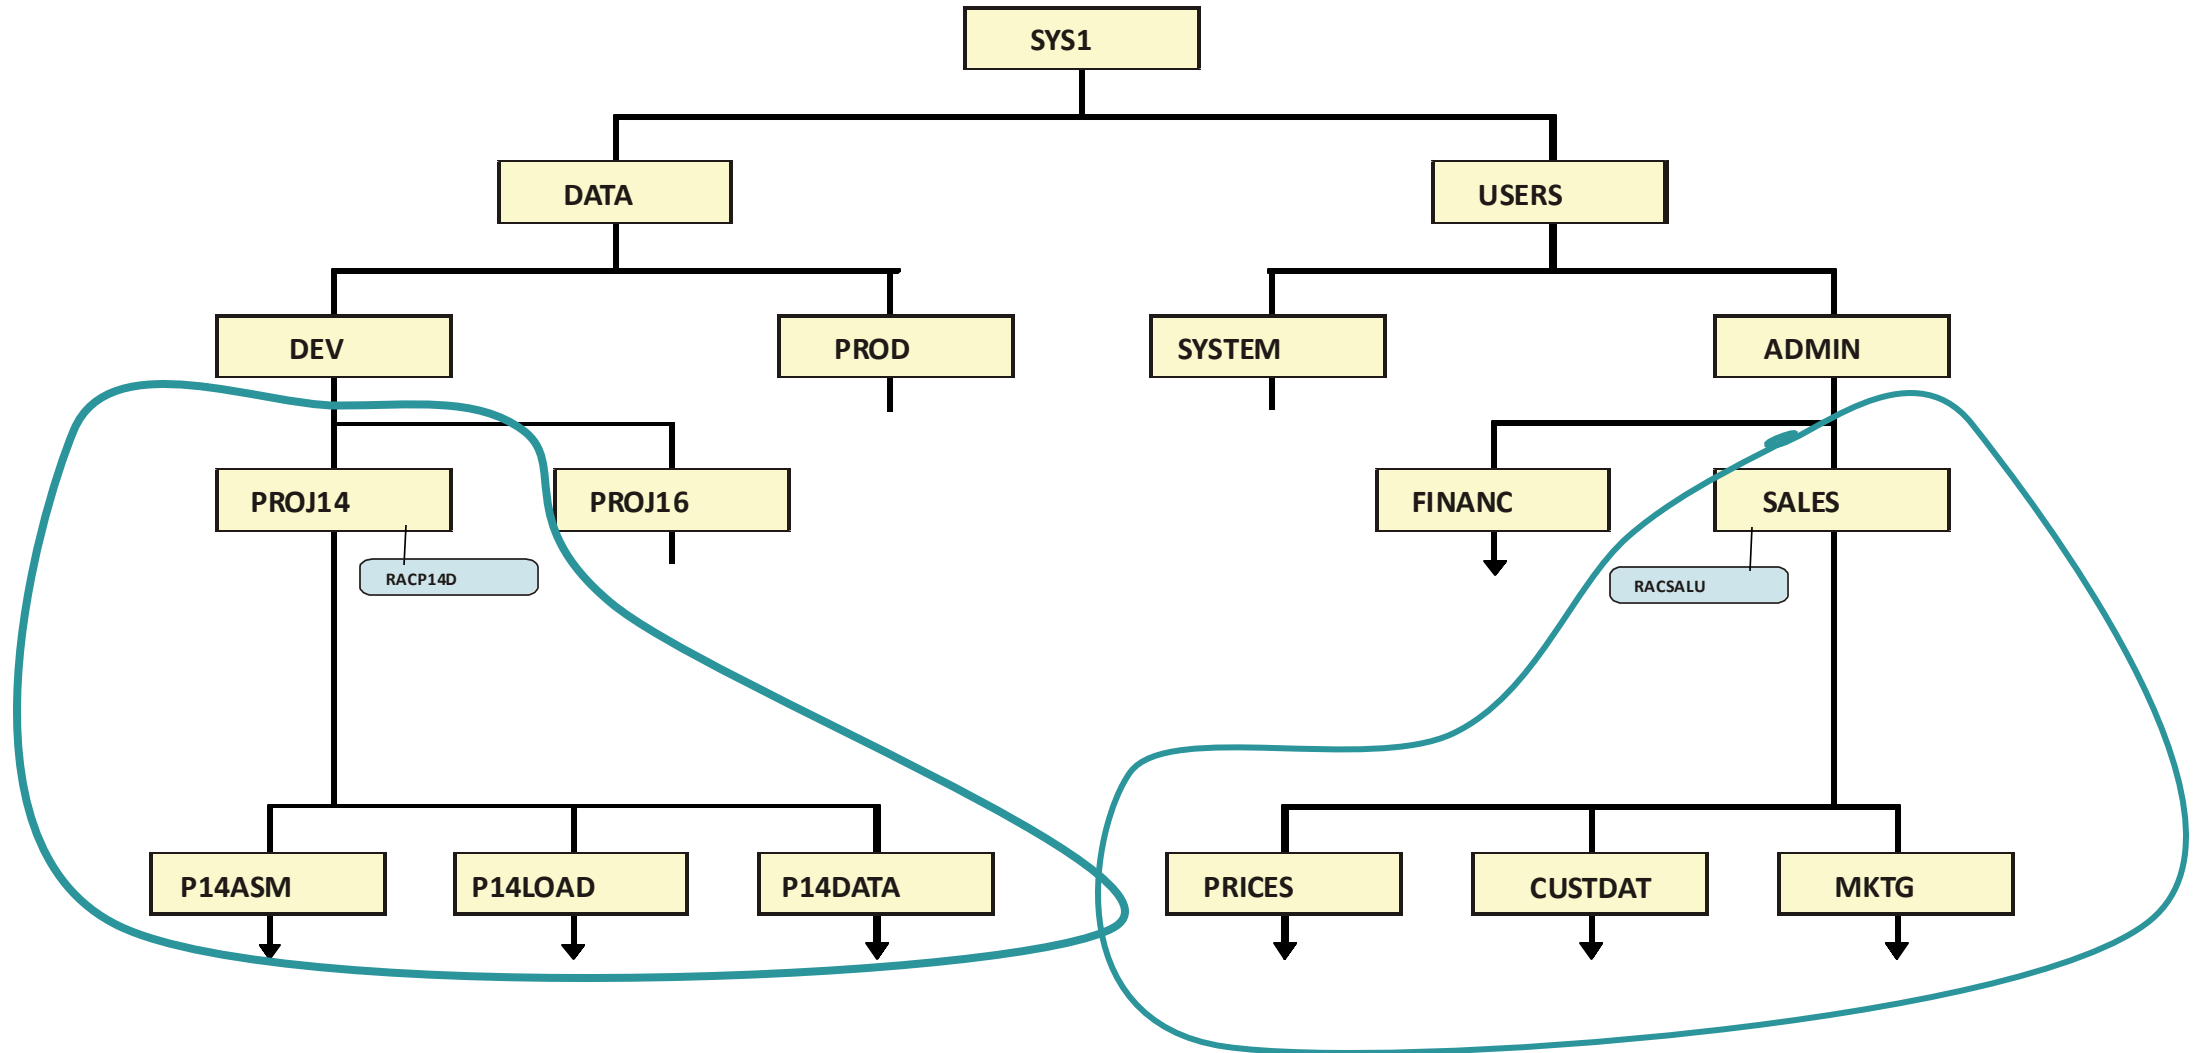 SYS1
DATA
USERS
DEV
PROD
SYSTEM
ADMIN
PROJ14
PROJ16
FINANC
SALES
RACP14D
RACSALU
P14ASM
P14LOAD
P14DATA
PRICES
CUSTDAT
MKTG